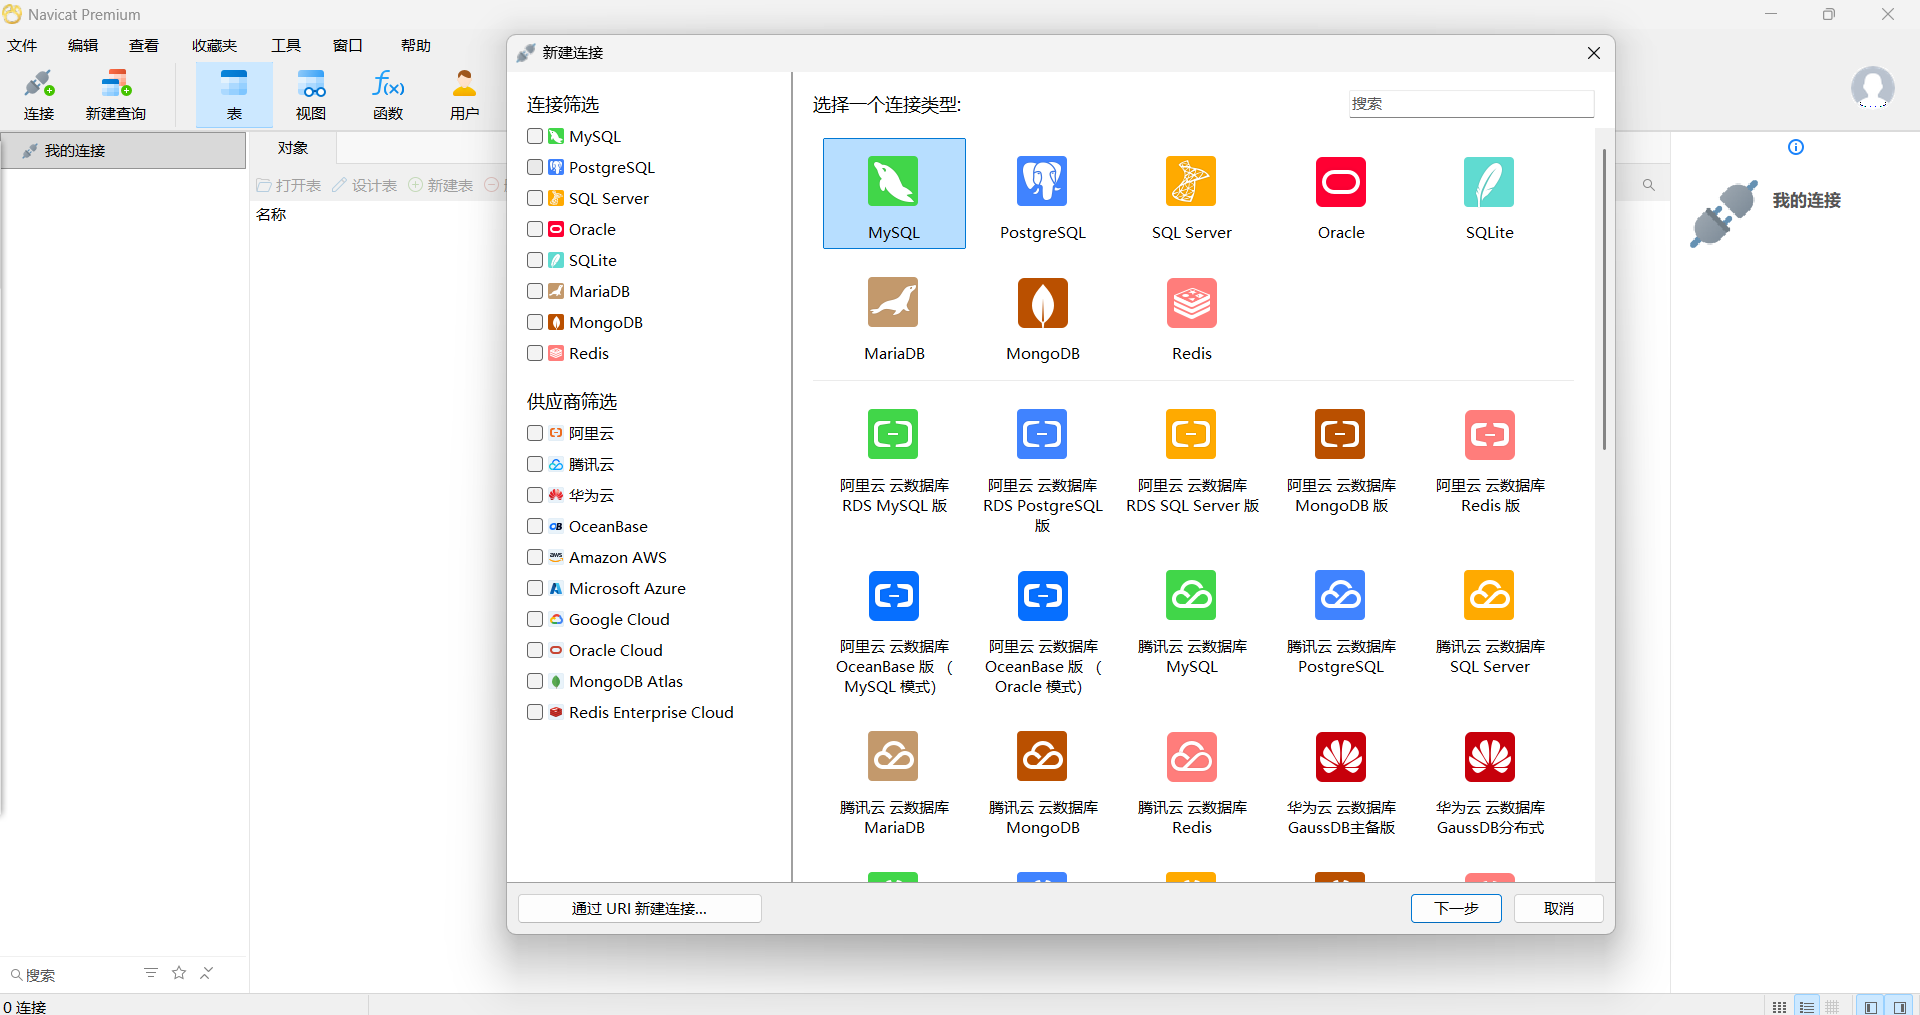 Navicat Premium
文件 编辑 查看 收藏夹 工具 窗口 帮助
连接 新建查询 表 视图 函数 用户
我的连接
对象
打开表 设计表 新建表
名称
新建连接
连接筛选
MySQL
PostgreSQL
SQL Server
Oracle
SQLite
MariaDB
MongoDB
Redis
供应商筛选
阿里云
腾讯云
华为云
OceanBase
Amazon AWS
Microsoft Azure
Google Cloud
Oracle Cloud
MongoDB Atlas
Redis Enterprise Cloud
选择一个连接类型:
搜索
MySQL
PostgreSQL
SQL Server
Oracle
SQLite
MariaDB
MongoDB
Redis
阿里云 云数据库
RDS MySQL 版
阿里云 云数据库
RDS PostgreSQL
版
阿里云 云数据库
RDS SQL Server 版
阿里云 云数据库
MongoDB 版
阿里云 云数据库
Redis 版
阿里云 云数据库
OceanBase 版 （
MySQL 模式）
阿里云 云数据库
OceanBase 版 （
Oracle 模式）
腾讯云 云数据库
MySQL
腾讯云 云数据库
PostgreSQL
腾讯云 云数据库
SQL Server
腾讯云 云数据库
MariaDB
腾讯云 云数据库
MongoDB
腾讯云 云数据库
Redis
华为云 云数据库
GaussDB主备版
华为云 云数据库
GaussDB分布式
通过 URI 新建连接...
下一步
取消
我的连接
搜索
0 连接